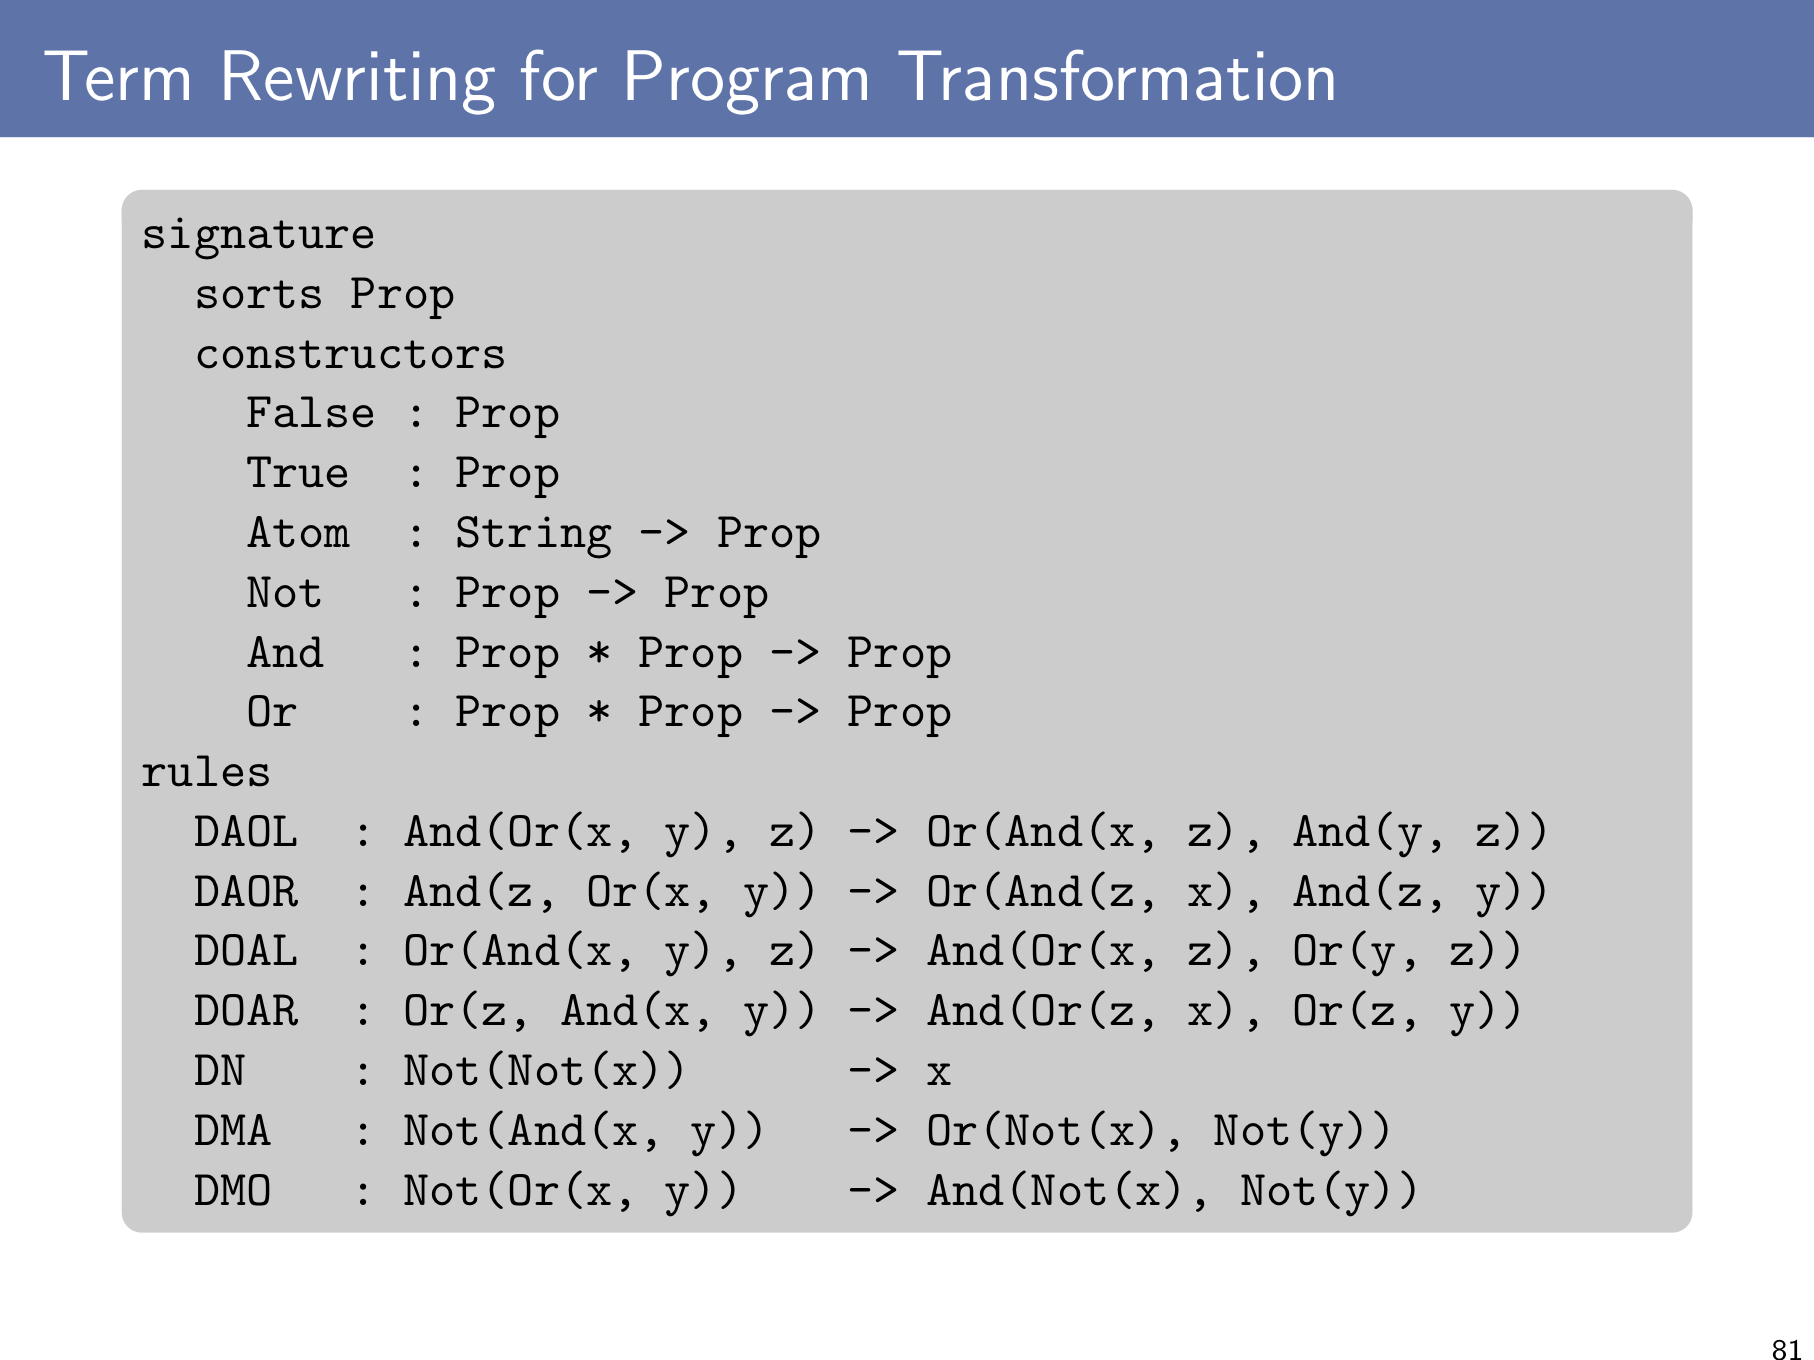 Term Rewriting for Program Transformation
signature
  sorts Prop
  constructors
    False : Prop
    True  : Prop
    Atom  : String -> Prop
    Not   : Prop -> Prop
    And   : Prop * Prop -> Prop
    Or    : Prop * Prop -> Prop
rules
  DAOL  : And(Or(x, y), z) -> Or(And(x, z), And(y, z))
  DAOR  : And(z, Or(x, y)) -> Or(And(z, x), And(z, y))
  DOAL  : Or(And(x, y), z) -> And(Or(x, z), Or(y, z))
  DOAR  : Or(z, And(x, y)) -> And(Or(z, x), Or(z, y))
  DN    : Not(Not(x))      -> x
  DMA   : Not(And(x, y))   -> Or(Not(x), Not(y))
  DMO   : Not(Or(x, y))    -> And(Not(x), Not(y))
81